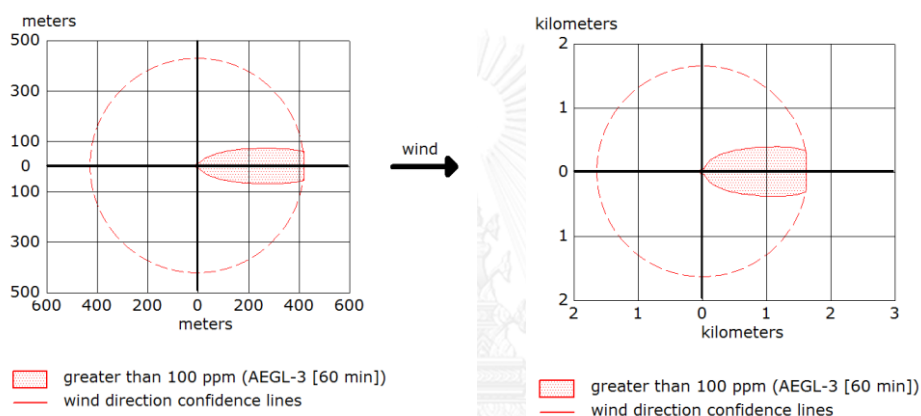 meters
500
300
100
0
100
300
500
600 400 200 0 200 400 600
meters
greater than 100 ppm (AEGL-3 [60 min])
wind direction confidence lines
wind
kilometers
2
1
0
1
2
2 1 0 1 2 3
kilometers
greater than 100 ppm (AEGL-3 [60 min])
wind direction confidence lines